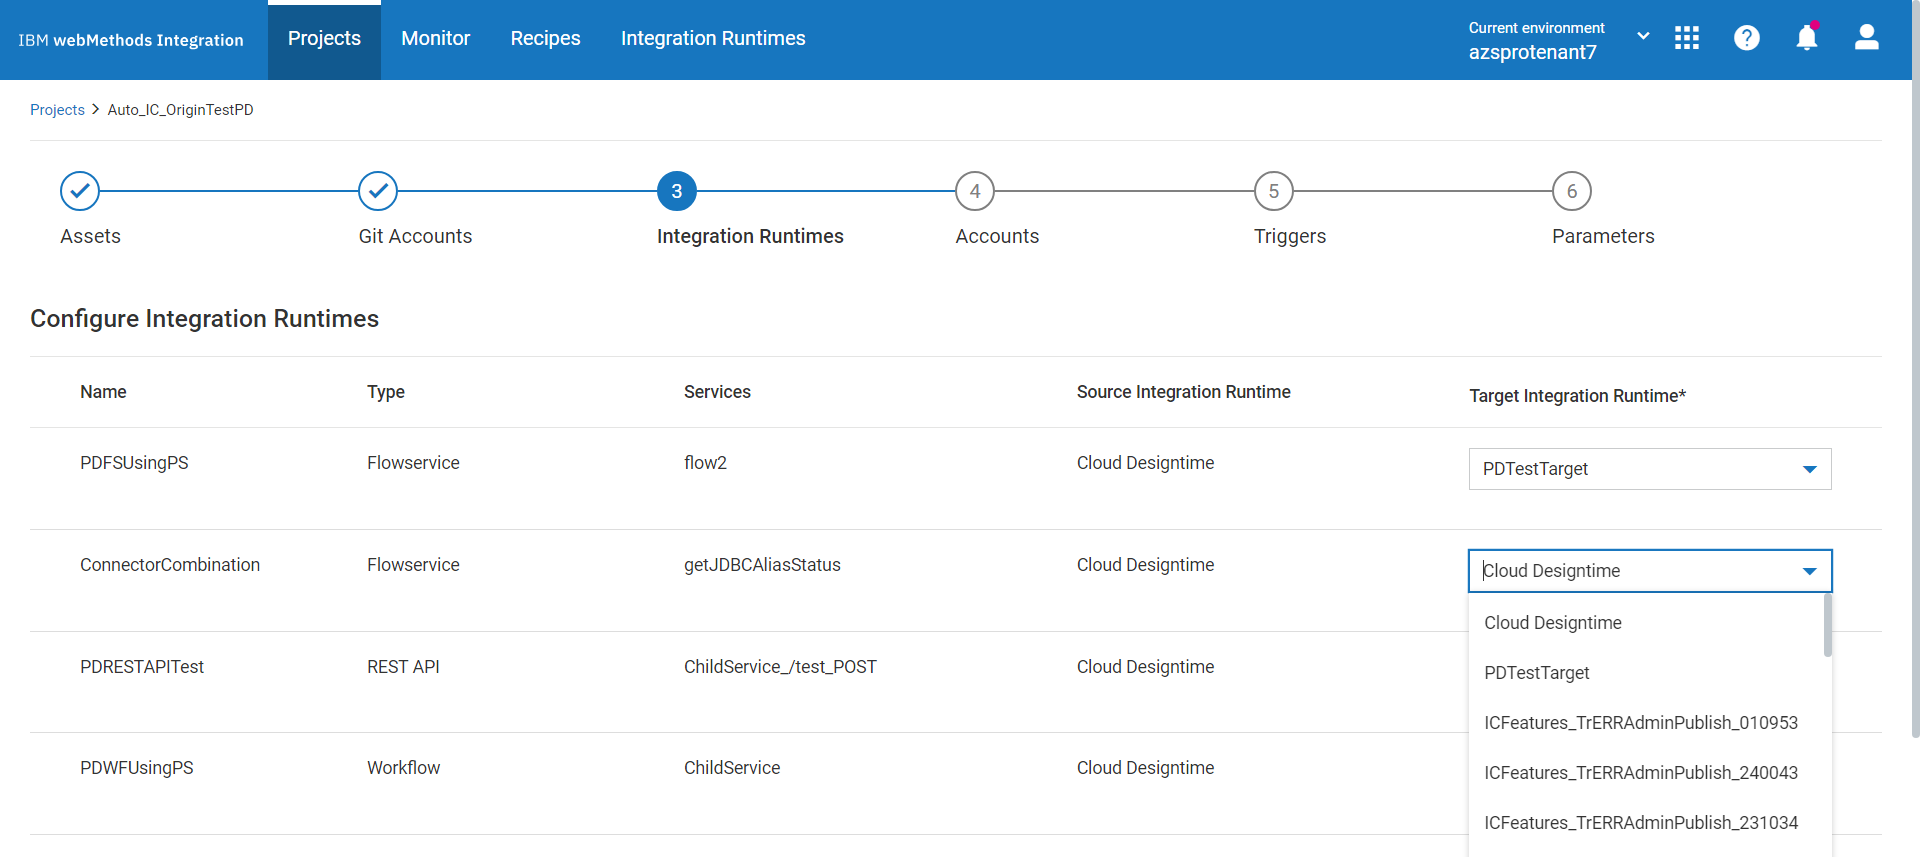 IBM webMethods Integration
Projects
Monitor
Recipes
Integration Runtimes
Current environment
azsprotenant7
?
Projects > Auto_IC_OriginTestPD
3
4
5
6
Assets
Git Accounts
Integration Runtimes
Accounts
Triggers
Parameters
Configure Integration Runtimes
Name Type Services Source Integration Runtime Target Integration Runtime*
PDFSUsingPS Flowservice flow2 Cloud Designtime PDTestTarget
ConnectorCombination Flowservice getJDBCAliasStatus Cloud Designtime Cloud Designtime
Cloud Designtime
PDRESTAPITest REST API ChildService_/test_POST Cloud Designtime PDTestTarget
ICFeatures_TrERRAdminPublish_010953
PDWFUsingPS Workflow ChildService Cloud Designtime ICFeatures_TrERRAdminPublish_240043
ICFeatures_TrERRAdminPublish_231034